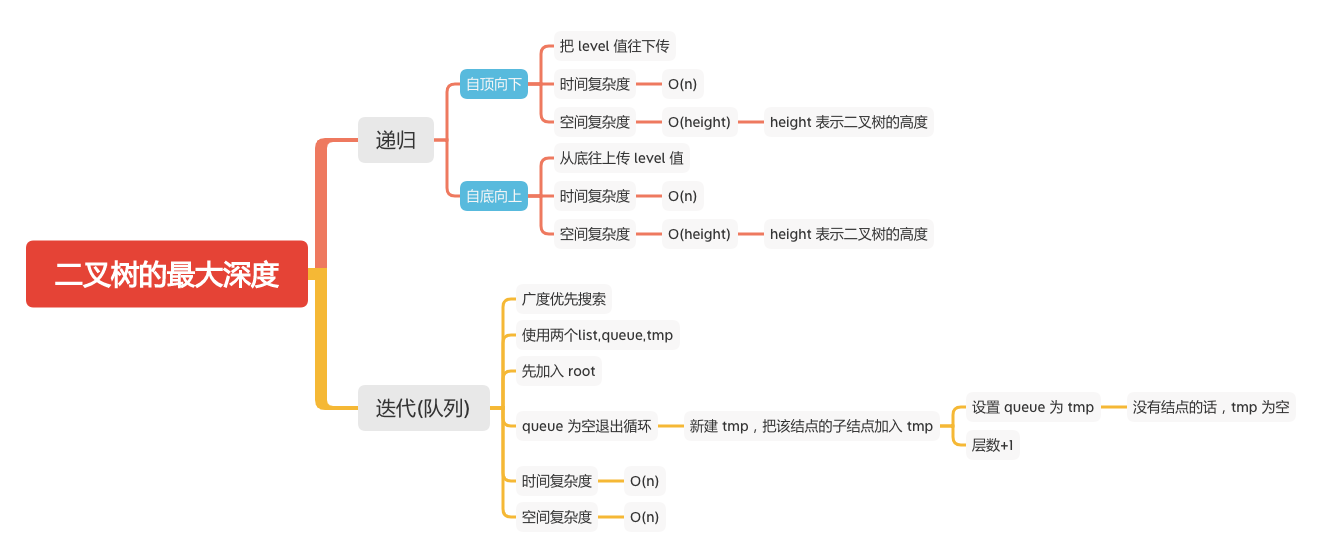 二叉树的最大深度
递归
自顶向下
把 level 值往下传
时间复杂度
O(n)
空间复杂度
O(height)
height 表示二叉树的高度
自底向上
从底往上传 level 值
时间复杂度
O(n)
空间复杂度
O(height)
height 表示二叉树的高度
迭代(队列)
广度优先搜索
使用两个list,queue,tmp
先加入 root
queue 为空退出循环
新建 tmp，把该结点的子结点加入 tmp
设置 queue 为 tmp
没有结点的话，tmp 为空
层数+1
时间复杂度
O(n)
空间复杂度
O(n)